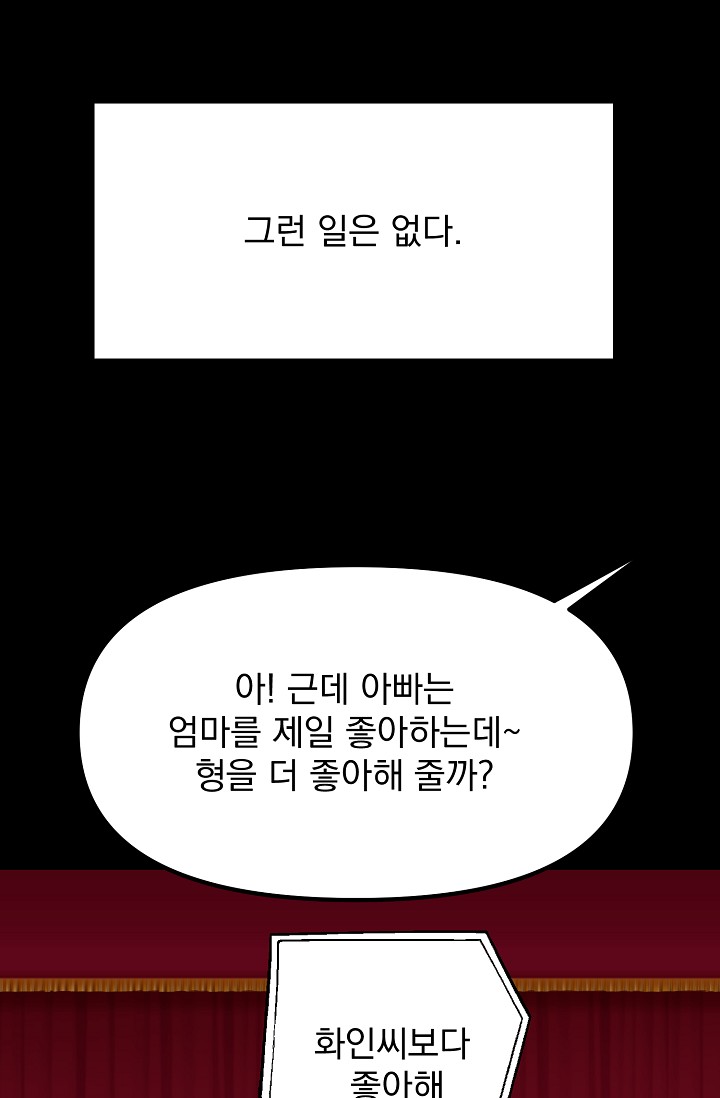 그런 일은 없다.
아! 근데 아빠는
엄마를 제일 좋아하는데~
형을 더 좋아해 줄까?
화인씨보다
좋아해